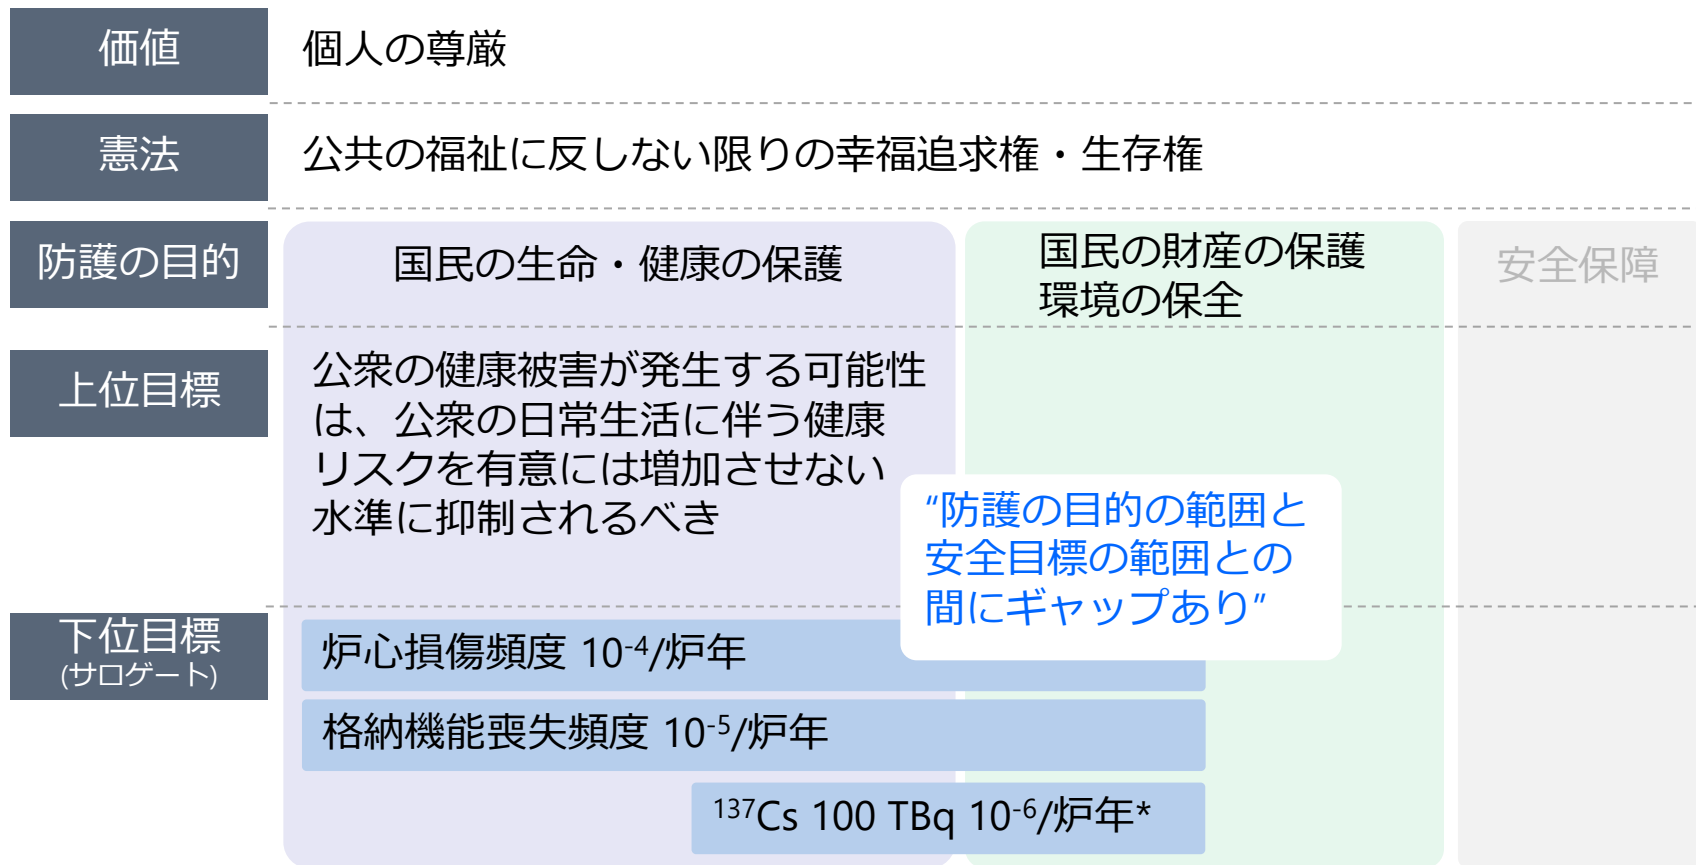 価値
個人の尊厳
憲法
公共の福祉に反しない限りの幸福追求権・生存権
防護の目的
国民の生命・健康の保護
国民の財産の保護
環境の保全
安全保障
上位目標
公衆の健康被害が発生する可能性
は、公衆の日常生活に伴う健康
リスクを有意には増加させない
水準に抑制されるべき
“防護の目的の範囲と
安全目標の範囲との
間にギャップあり”
下位目標
(サロゲート)
炉心損傷頻度 10⁻⁴/炉年
格納機能喪失頻度 10⁻⁵/炉年
¹³⁷Cs 100 TBq 10⁻⁶/炉年*